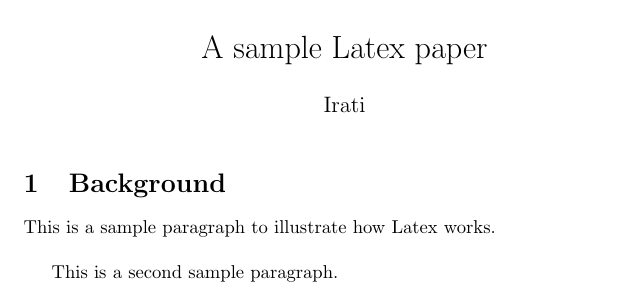 A sample Latex paper
Irati
1 Background
This is a sample paragraph to illustrate how Latex works.
This is a second sample paragraph.